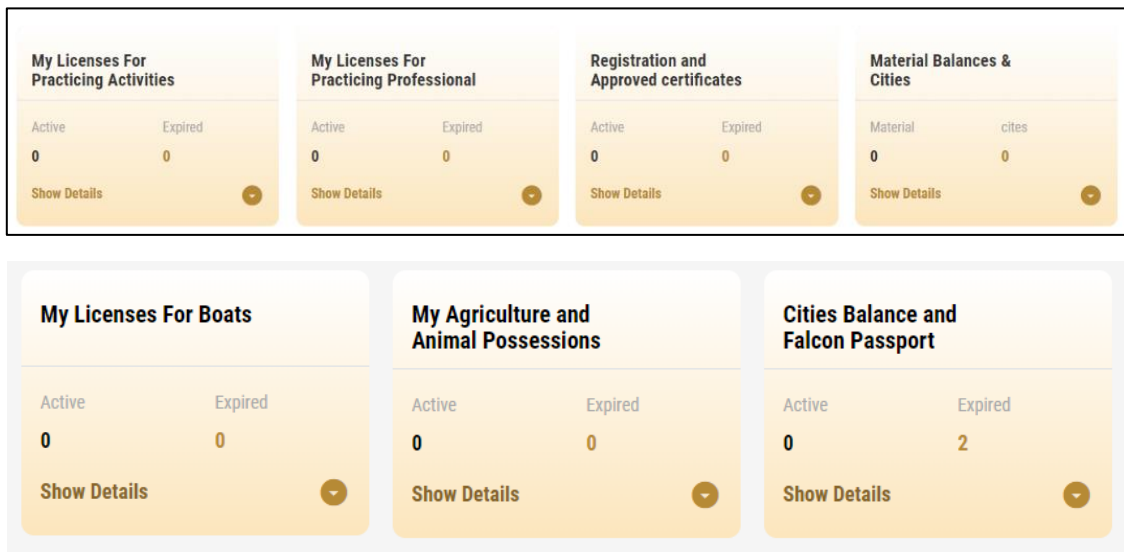 My Licenses For
Practicing Activities
Active Expired
0 0
Show Details
My Licenses For
Practicing Professional
Active Expired
0 0
Show Details
Registration and
Approved certificates
Active Expired
0 0
Show Details
Material Balances &
Cities
Material cites
0 0
Show Details
My Licenses For Boats
Active Expired
0 0
Show Details
My Agriculture and
Animal Possessions
Active Expired
0 0
Show Details
Cities Balance and
Falcon Passport
Active Expired
0 2
Show Details